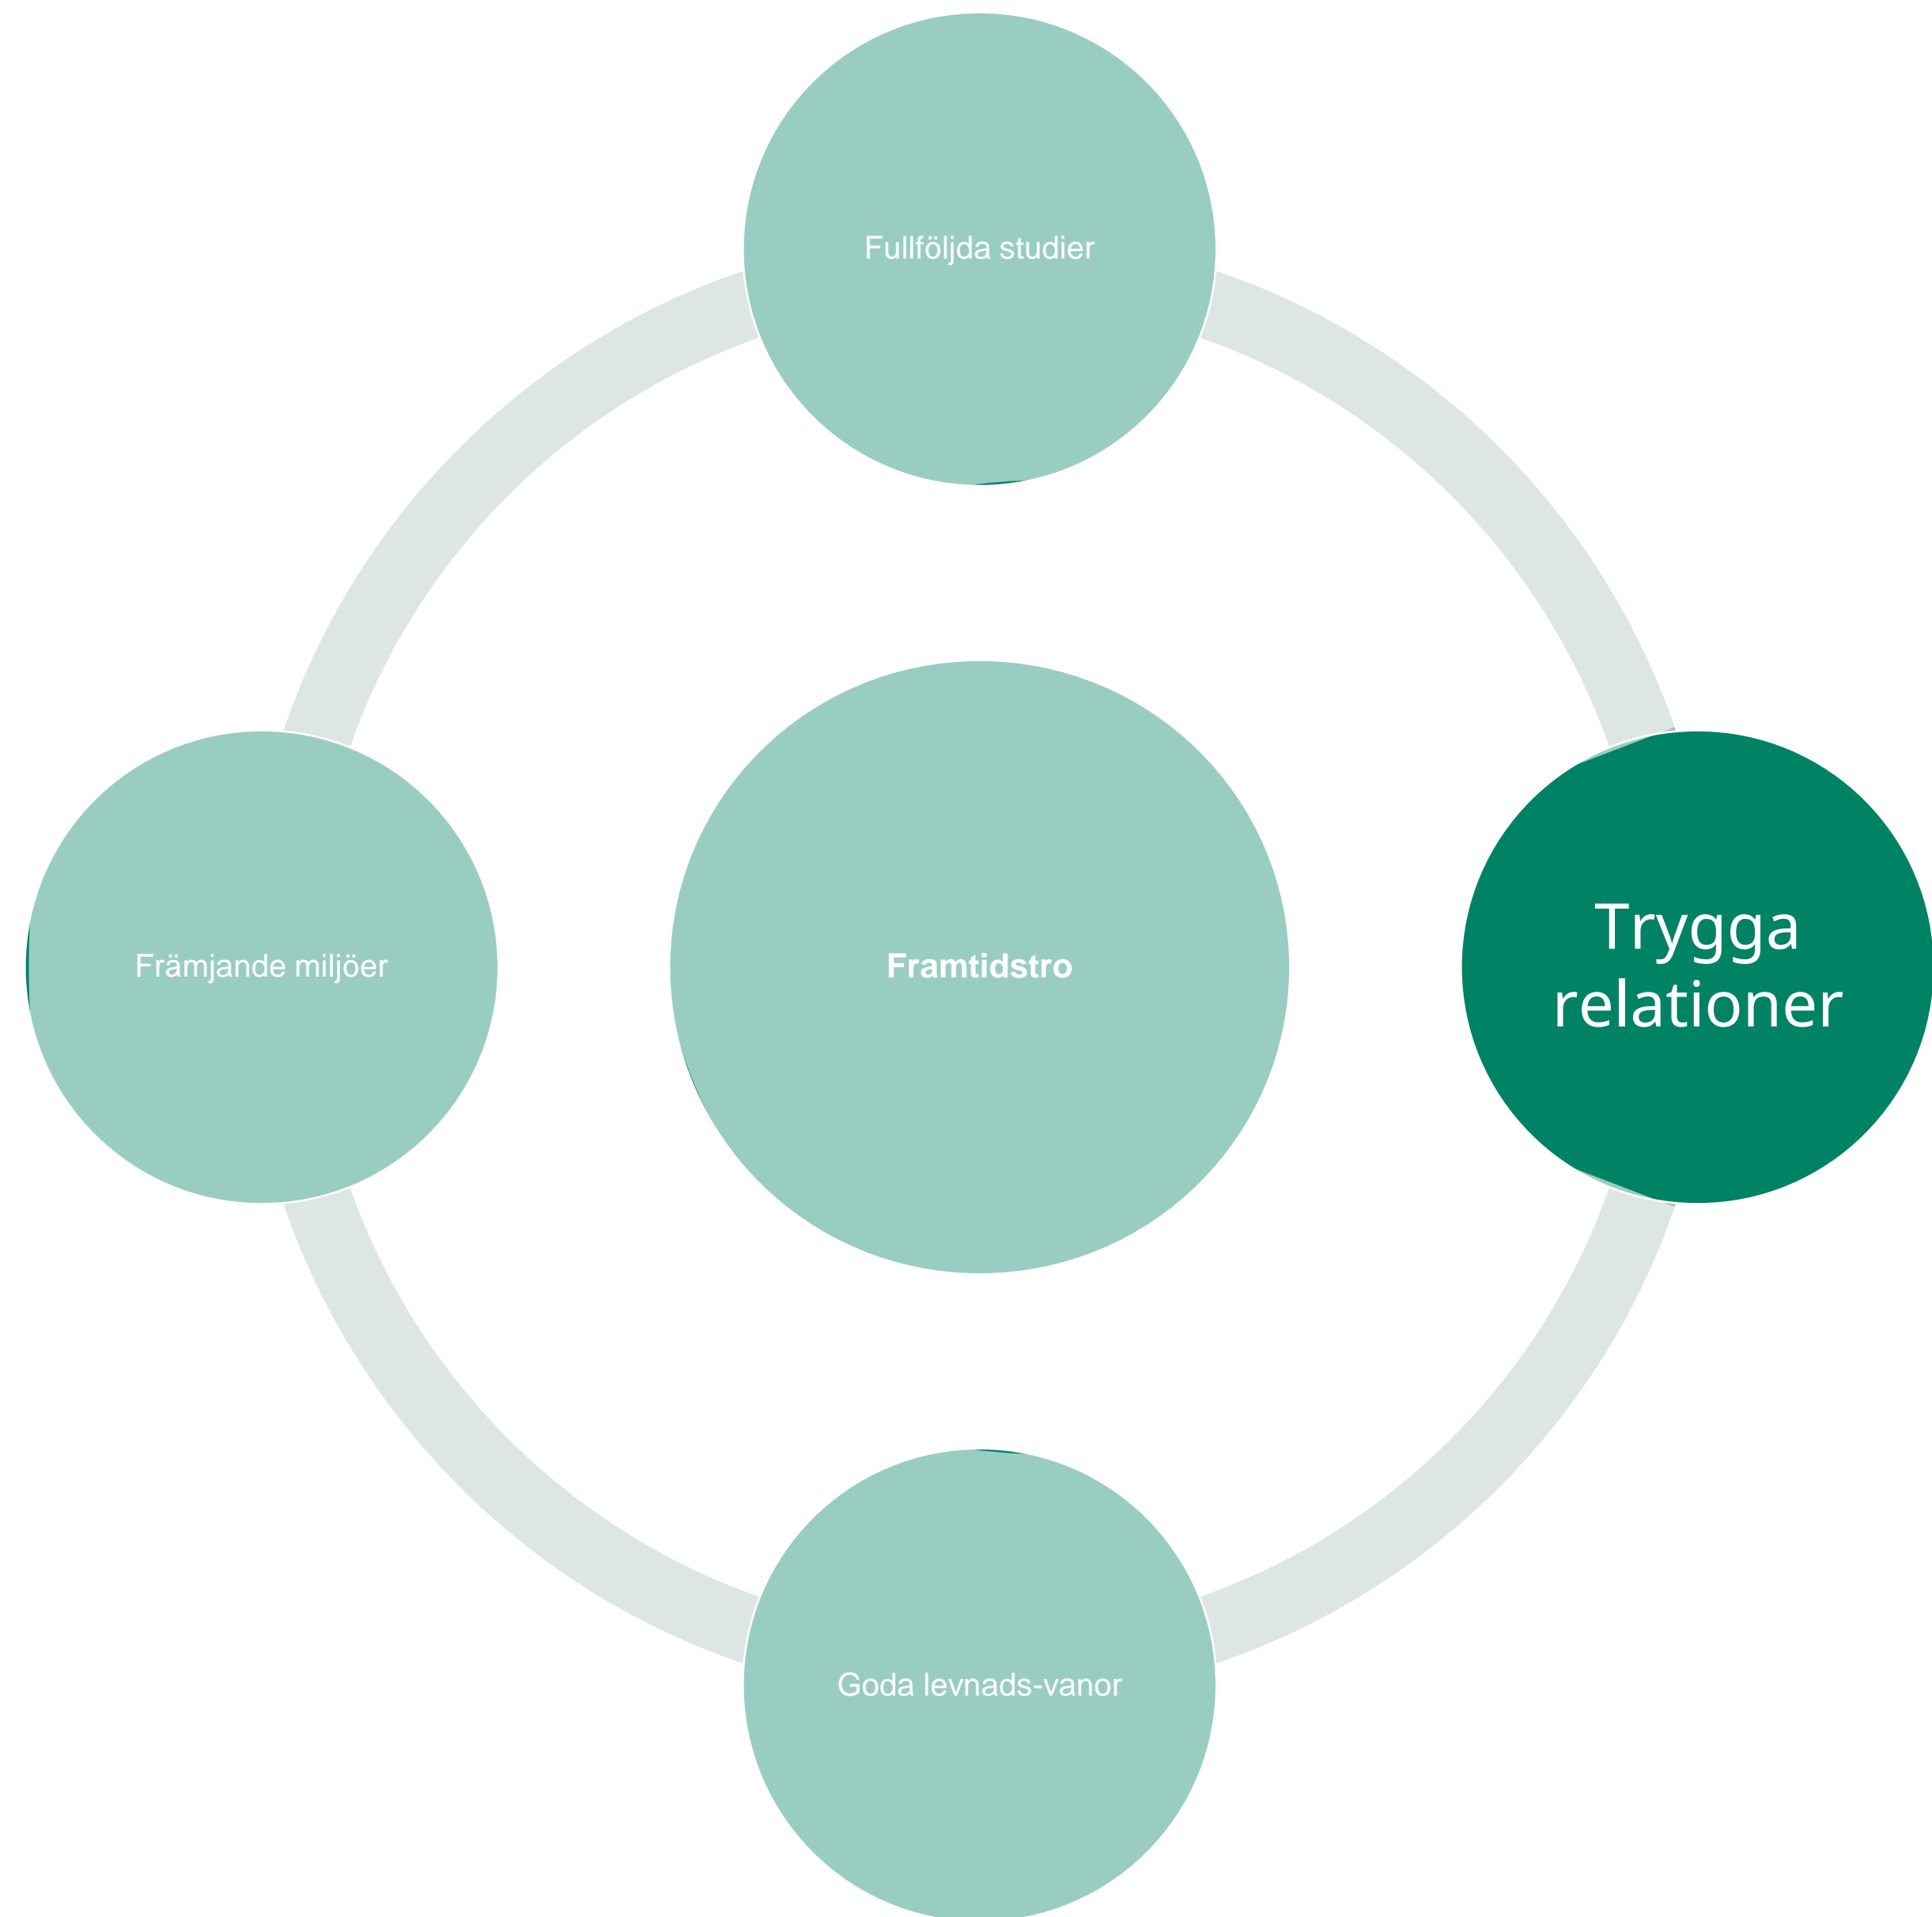 Fullföljda studier
Främjande miljöer
Framtidstro
Trygga
relationer
Goda levnads-vanor